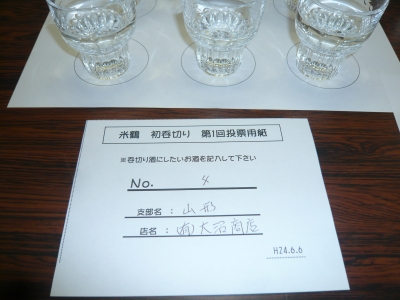 米鶴 初呑切り 第1回投票用紙
※呑切り酒にしたいお酒を記入して下さい
No. 4
支部名 : 山形
店名 : (有)大沼商店
H24.6.6